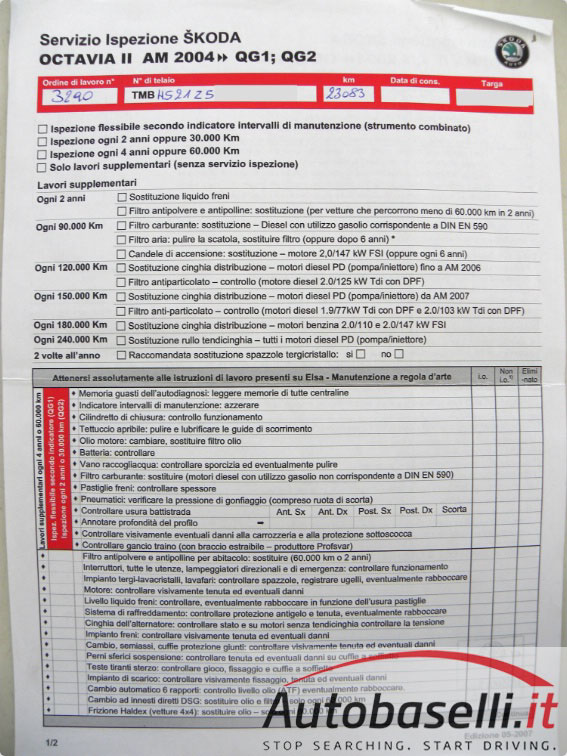 Servizio Ispezione ŠKODA
OCTAVIA II AM 2004 QG1; QG2
ŠKODA
AUTO
Ordine di lavoro n° N° di telaio km Data di cons. Targa
3290 TMB HS21Z5 23083
Ispezione flessibile secondo indicatore intervalli di manutenzione (strumento combinato)
Ispezione ogni 2 anni oppure 30.000 Km
Ispezione ogni 4 anni oppure 60.000 Km
Solo lavori supplementari (senza servizio ispezione)
Lavori supplementari
Ogni 2 anni Sostituzione liquido freni
Filtro antipolvere e antipolline: sostituzione (per vetture che percorrono meno di 60.000 km in 2 anni)
Ogni 90.000 Km Filtro carburante: sostituzione – Diesel con utilizzo gasolio corrispondente a DIN EN 590
Filtro aria: pulire la scatola, sostituire filtro (oppure dopo 6 anni) *
Candele di accensione: sostituzione – motore 2,0/147 kW FSI (oppure ogni 6 anni)
Ogni 120.000 Km Sostituzione cinghia distribuzione – motori diesel PD (pompa/iniettore) fino a AM 2006
Filtro antiparticolato – controllo (motore diesel 2.0/125 kW Tdi con DPF)
Ogni 150.000 Km Sostituzione cinghia distribuzione – motori diesel PD (pompa/iniettore) da AM 2007
Filtro anti-particolato – controllo (motori diesel 1.9/77kW Tdi con DPF e 2.0/103 kW Tdi con DPF)
Ogni 180.000 Km Sostituzione cinghia distribuzione – motori benzina 2.0/110 e 2.0/147 kW FSI
Ogni 240.000 Km Sostituzione rullo tendicinghia – tutti i motori diesel PD (pompa/iniettore)
2 volte all'anno Raccomandata sostituzione spazzole tergicristallo: si no
Attenersi assolutamente alle istruzioni di lavoro presenti su Elsa - Manutenzione a regola d'arte i.o. Non i.o. Elimi-nato
Lavori supplementari ogni 4 anni o 60.000 km
Ispez. flessibile secondo indicatore (QG1)
Ispezione ogni 2 anni o 30.000 km (QG2)
Memoria guasti dell'autodiagnosi: leggere memorie di tutte centraline
Indicatore intervalli di manutenzione: azzerare
Cilindretto di chiusura: controllo funzionamento
Tettuccio apribile: pulire e lubrificare le guide di scorrimento
Olio motore: cambiare, sostituire filtro olio
Batteria: controllare
Vano raccogliacqua: controllare sporcizia ed eventualmente pulire
Filtro carburante: sostituire (motori diesel con utilizzo gasolio non corrispondente a DIN EN 590)
Pastiglie freni: controllare spessore
Pneumatici: verificare la pressione di gonfiaggio (compreso ruota di scorta)
Controllare usura battistrada Ant. Sx Ant. Dx Post. Sx Post. Dx Scorta
Annotare profondità del profilo –
Controllare visivamente eventuali danni alla carrozzeria e alla protezione sottoscocca
Controllare gancio traino (con braccio estraibile – produttore Profsvar)
Filtro antipolvere e antipolline per abitacolo: sostituire (60.000 km o 2 anni)
Interruttori, tutte le utenze, lampeggiatori direzionali e di emergenza: controllare funzionamento
Impianto tergi-lavacristalli, lavafari: controllare spazzole, registrare ugelli, eventualmente rabboccare
Motore: controllare visivamente tenuta ed eventuali danni
Livello liquido freni: controllare, eventualmente rabboccare in funzione dell'usura pastiglie
Sistema di raffreddamento: controllare protezione antigelo e tenuta, eventualmente rabboccare
Cinghia dell'alternatore: controllare stato e su motori senza tendicinghia controllare la tensione
Impianto freni: controllare visivamente tenuta ed eventuali danni
Cambio, semiassi, cuffie protezione giunti: controllare visivamente tenuta ed eventuali danni
Perni sferici sospensione: controllare tenuta ed eventuali danni su cuffie a soffietto
Teste tiranti sterzo: controllare gioco, fissaggio e cuffie a soffietto
Impianto di scarico: controllare visivamente fissaggio, tenuta ed eventuali danni
Cambio automatico 6 rapporti: controllo livello olio (ATF) eventualmente rabboccare.
Cambio ad innesti diretti DSG: sostituire olio e filtro solo ogni 60.000 km
Frizione Haldex (vetture 4x4): sostituire olio –
1/2
Edizione 05-2007
Autobaselli.it
STOP SEARCHING. START DRIVING.